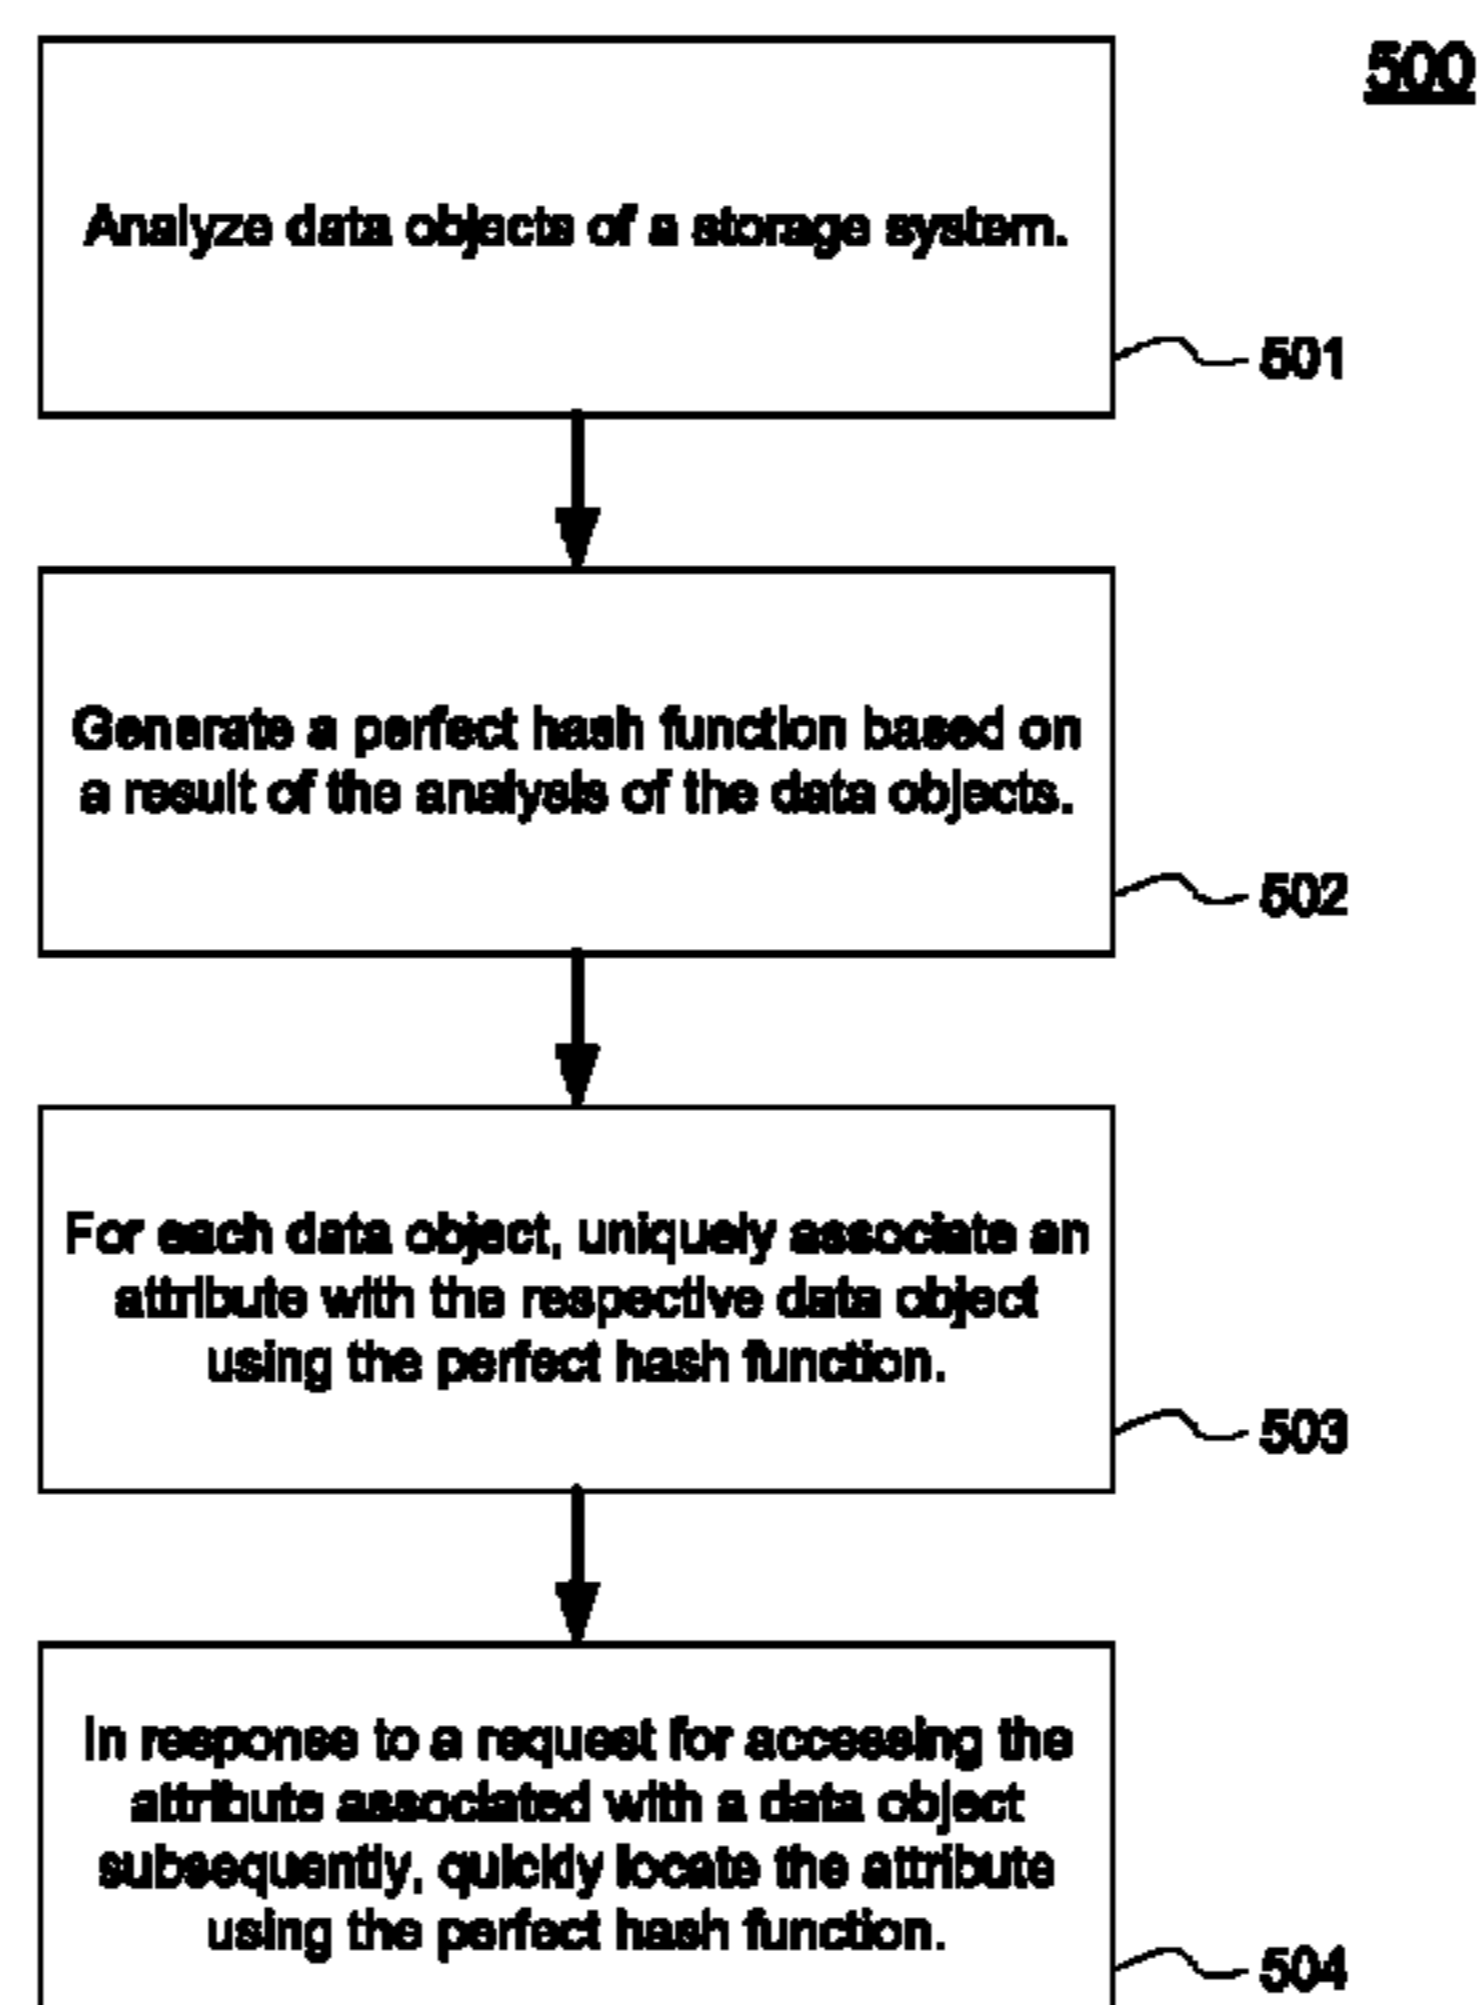 500
Analyze data objects of a storage system.
501
Generate a perfect hash function based on
a result of the analysis of the data objects.
502
For each data object, uniquely associate an
attribute with the respective data object
using the perfect hash function.
503
In response to a request for accessing the
attribute associated with a data object
subsequently, quickly locate the attribute
using the perfect hash function.
504